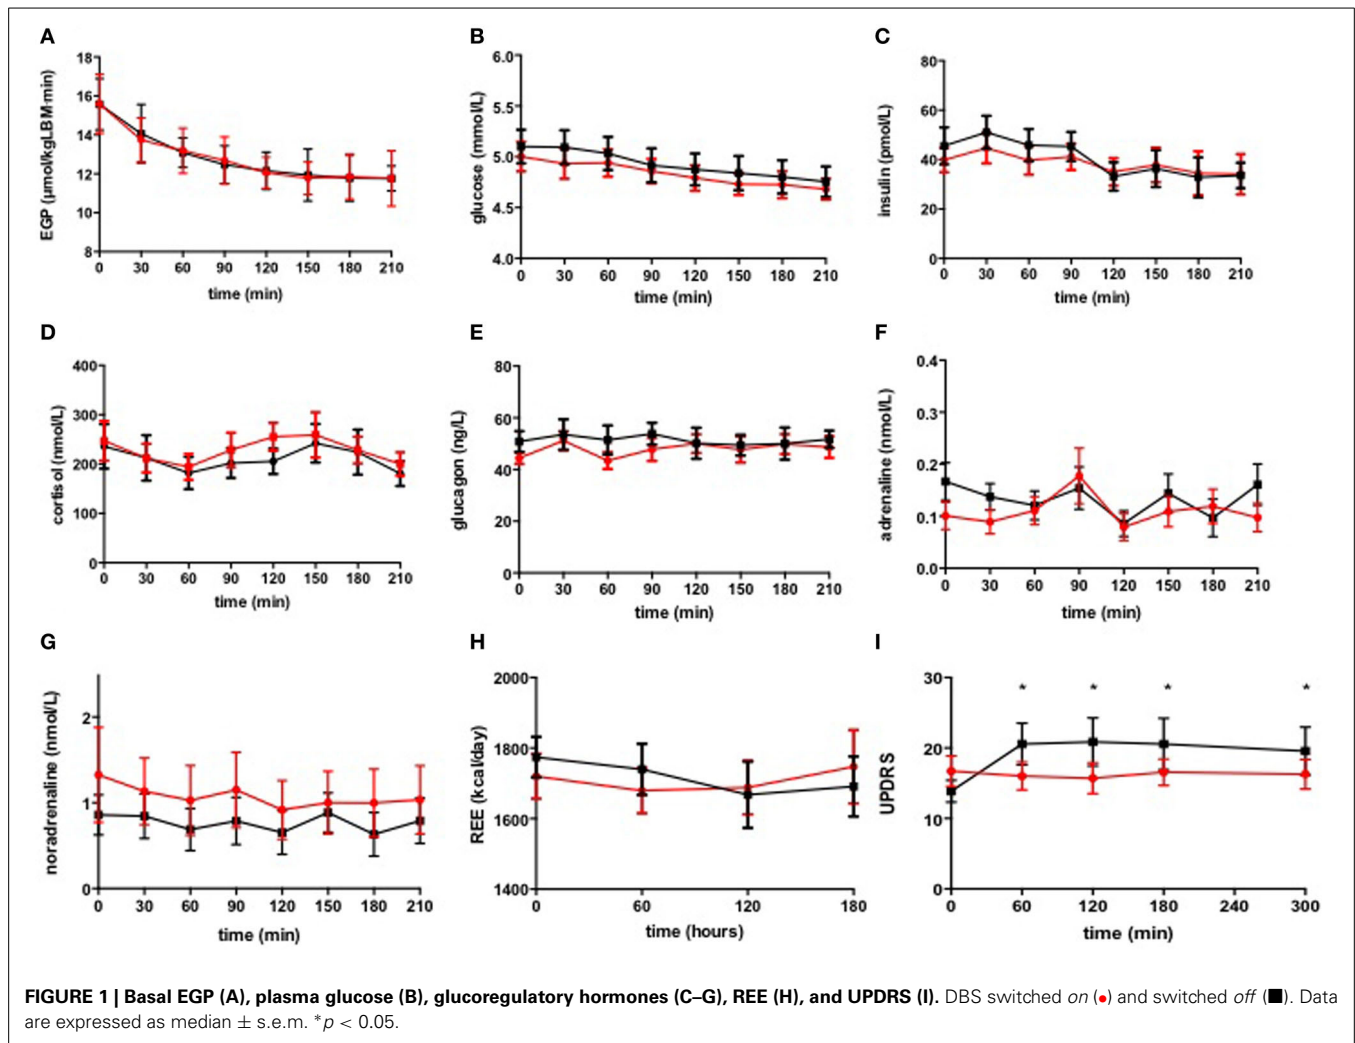 A
EGP (µmol/kgLBM·min)
18
16
14
12
10
8
0 30 60 90 120 150 180 210
time (min)
B
glucose (mmol/L)
6.0
5.5
5.0
4.5
4.0
0 30 60 90 120 150 180 210
time (min)
C
insulin (pmol/L)
80
60
40
20
0
0 30 60 90 120 150 180 210
time (min)
D
cortisol (nmol/L)
400
300
200
100
0
0 30 60 90 120 150 180 210
time (min)
E
glucagon (ng/L)
80
60
40
20
0
0 30 60 90 120 150 180 210
time (min)
F
adrenaline (nmol/L)
0.4
0.3
0.2
0.1
0.0
0 30 60 90 120 150 180 210
time (min)
G
noradrenaline (nmol/L)
2
1
0
0 30 60 90 120 150 180 210
time (min)
H
REE (kcal/day)
2000
1800
1600
1400
0 60 120 180
time (hours)
I
UPDRS
30
20
10
0
* * * *
0 60 120 180 240 300
time (min)
FIGURE 1 | Basal EGP (A), plasma glucose (B), glucoregulatory hormones (C–G), REE (H), and UPDRS (I). DBS switched on (●) and switched off (■). Data
are expressed as median ± s.e.m. *p < 0.05.